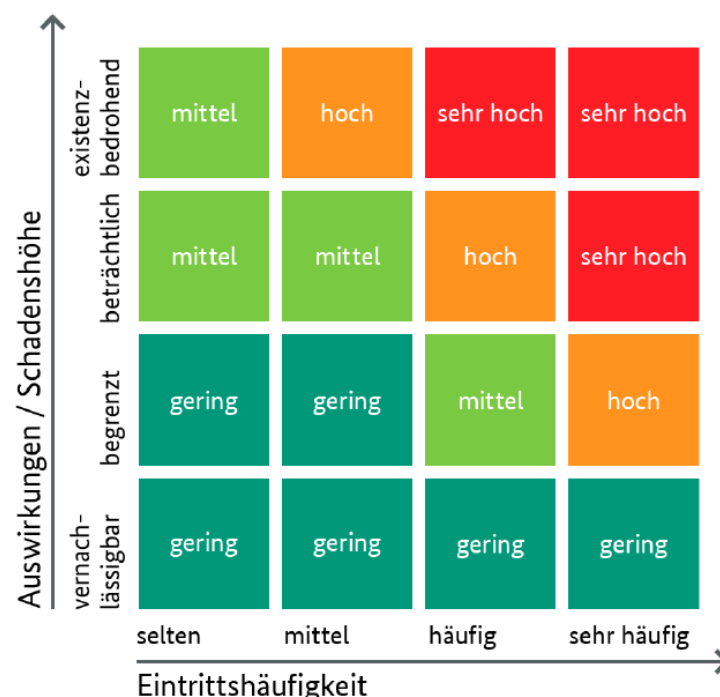 Auswirkungen / Schadenshöhe
existenz-
bedrohend
mittel
hoch
sehr hoch
sehr hoch
beträchtlich
mittel
mittel
hoch
sehr hoch
begrenzt
gering
gering
mittel
hoch
vernach-
lässigbar
gering
gering
gering
gering
selten
mittel
häufig
sehr häufig
Eintrittshäufigkeit